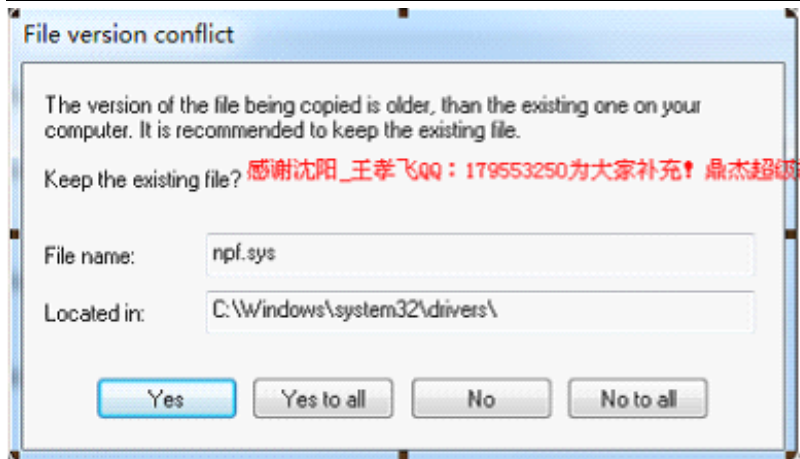 File version conflict
The version of the file being copied is older, than the existing one on your
computer. It is recommended to keep the existing file.
Keep the existing file? 感谢沈阳_王孝飞QQ：179553250为大家补充！鼎杰超级
File name: npf.sys
Located in: C:\Windows\system32\drivers\
Yes Yes to all No No to all